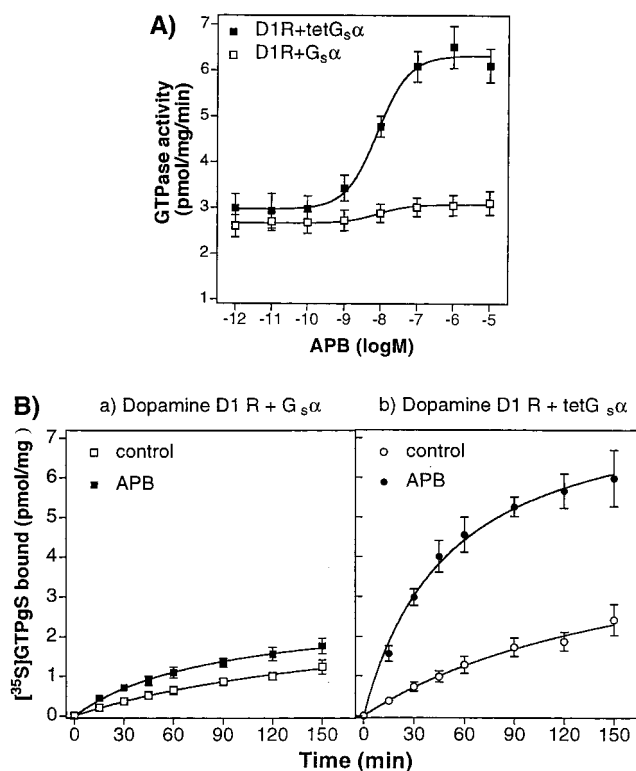 A)
■ D1R+tetGsα
□ D1R+Gsα
GTPase activity
(pmol/mg/min)
7
6
5
4
3
2
1
-12 -11 -10 -9 -8 -7 -6 -5
APB (logM)
B)
a) Dopamine D1 R + Gsα
b) Dopamine D1 R + tetGsα
[³⁵S]GTPgS bound (pmol/mg)
7
6
5
4
3
2
1
0
□ control
■ APB
○ control
● APB
0 30 60 90 120 150
0 30 60 90 120 150
Time (min)